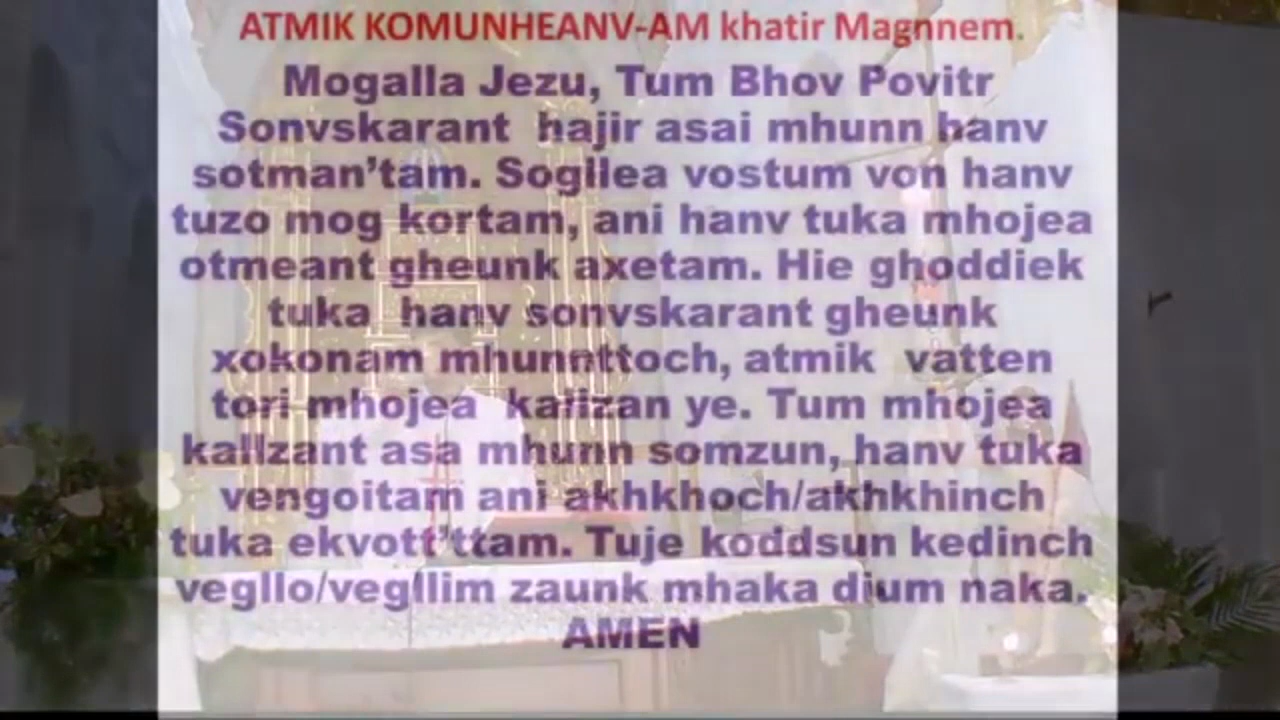 ATMIK KOMUNHEANV-AM khatir Magnnem.
Mogalla Jezu, Tum Bhov Povitr
Sonvskarant hajir asai mhunn hanv
sotman'tam. Sogllea vostum von hanv
tuzo mog kortam, ani hanv tuka mhojea
otmeant gheunk axetam. Hie ghoddiek
tuka hanv sonvskarant gheunk
xokonam mhunnttoch, atmik vatten
tori mhojea kallzan ye. Tum mhojea
kallzant asa mhunn somzun, hanv tuka
vengoitam ani akhkhoch/akhkhinch
tuka ekvott'ttam. Tuje koddsun kedinch
vegllo/vegllim zaunk mhaka dium naka.
AMEN